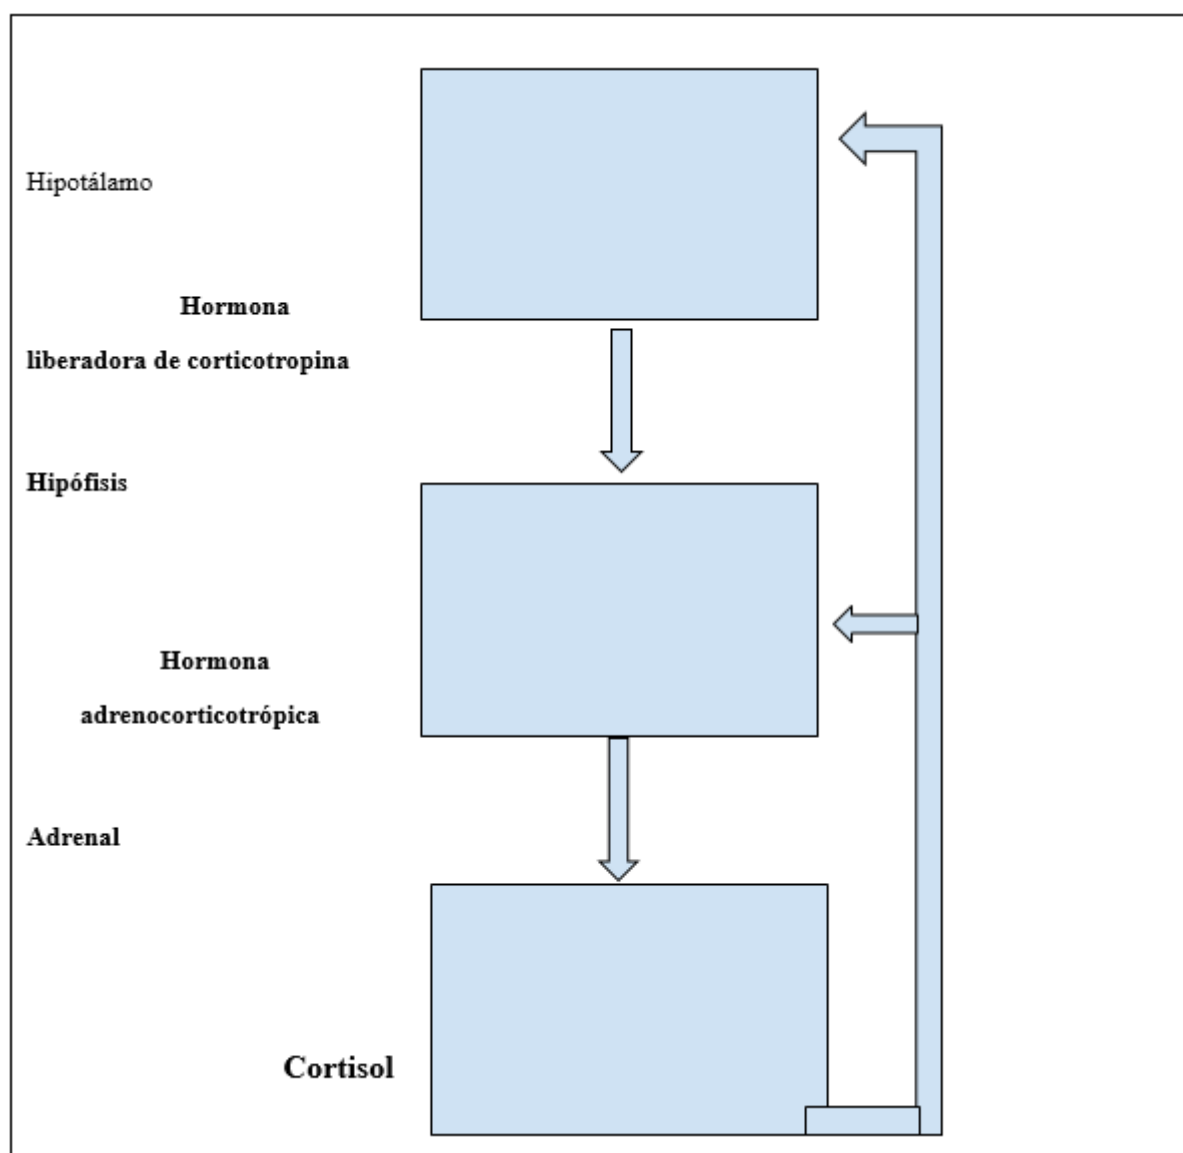 Hipotálamo
Hormona
liberadora de corticotropina
Hipófisis
Hormona
adrenocorticotrópica
Adrenal
Cortisol